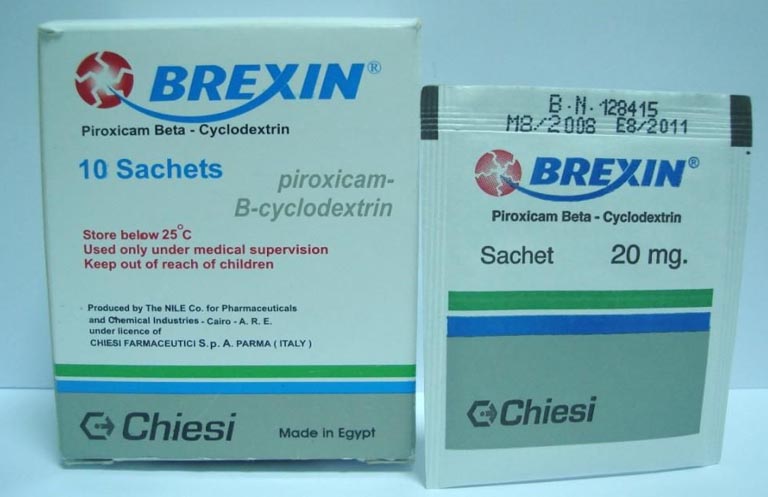 BREXIN®
Piroxicam Beta - Cyclodextrin
10 Sachets
piroxicam-
B-cyclodextrin
Store below 25°C
Used only under medical supervision
Keep out of reach of children
Produced by The NILE Co. for Pharmaceuticals
and Chemical Industries - Cairo - A. R. E.
under licence of
CHIESI FARMACEUTICI S. p. A. PARMA ( ITALY )
Chiesi
Made in Egypt
B.N. 128415
M8/2008 E8/2011
BREXIN®
Piroxicam Beta - Cyclodextrin
Sachet 20 mg.
Chiesi